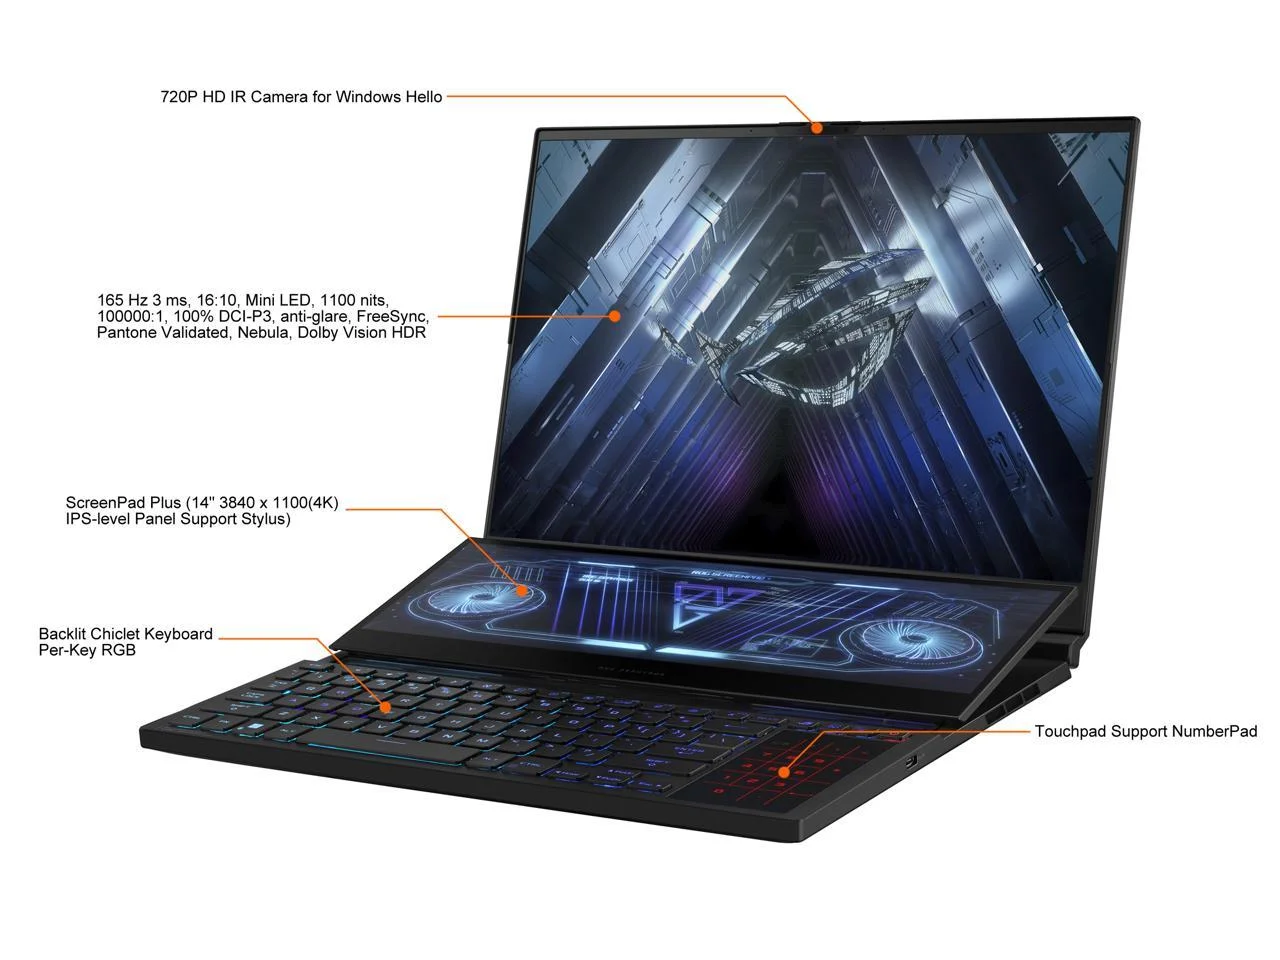 720P HD IR Camera for Windows Hello
165 Hz 3 ms, 16:10, Mini LED, 1100 nits,
100000:1, 100% DCI-P3, anti-glare, FreeSync,
Pantone Validated, Nebula, Dolby Vision HDR
ScreenPad Plus (14" 3840 x 1100(4K)
IPS-level Panel Support Stylus)
ROG SCREENPAD+
Backlit Chiclet Keyboard
Per-Key RGB
Touchpad Support NumberPad